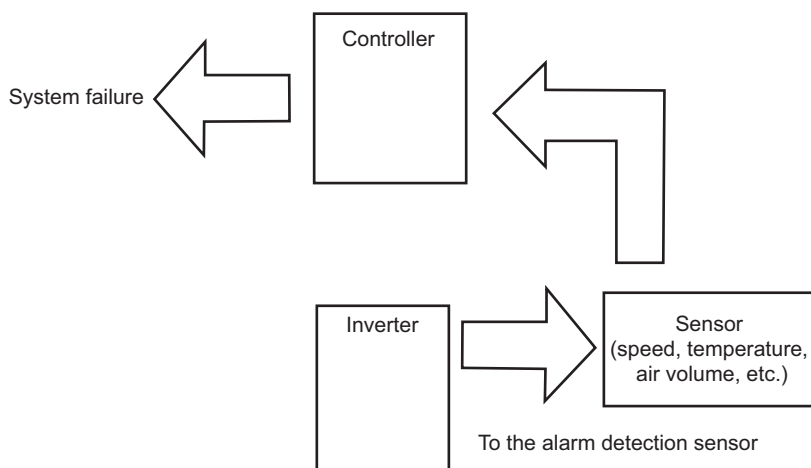 Controller
System failure
Inverter
Sensor
(speed, temperature,
air volume, etc.)
To the alarm detection sensor